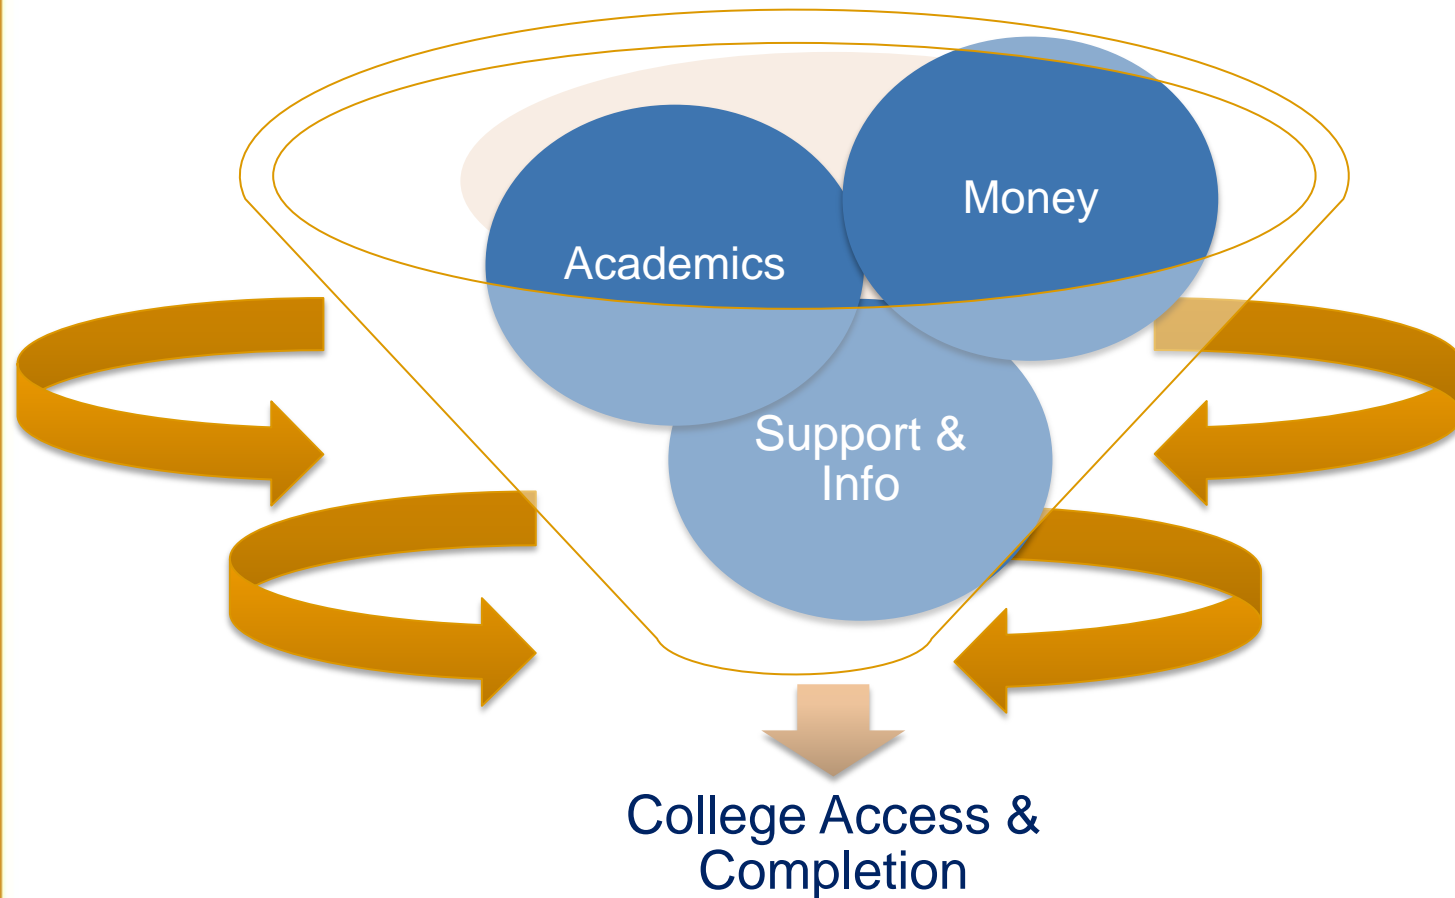 Money
Academics
Support &
Info
College Access &
Completion